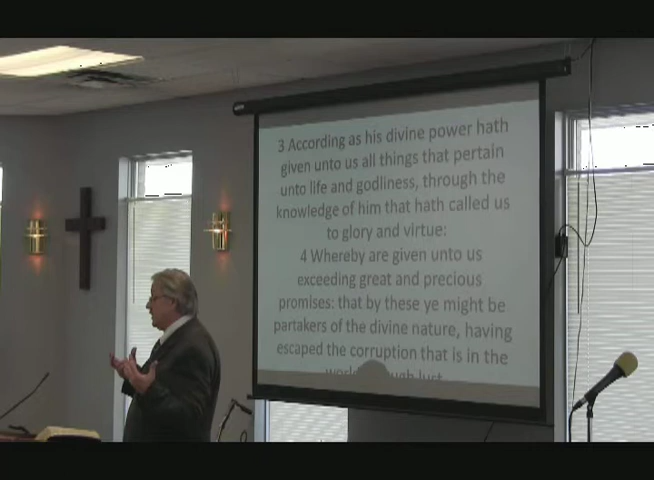 3 According as his divine power hath
given unto us all things that pertain
unto life and godliness, through the
knowledge of him that hath called us
to glory and virtue:
4 Whereby are given unto us
exceeding great and precious
promises: that by these ye might be
partakers of the divine nature, having
escaped the corruption that is in the
lust.